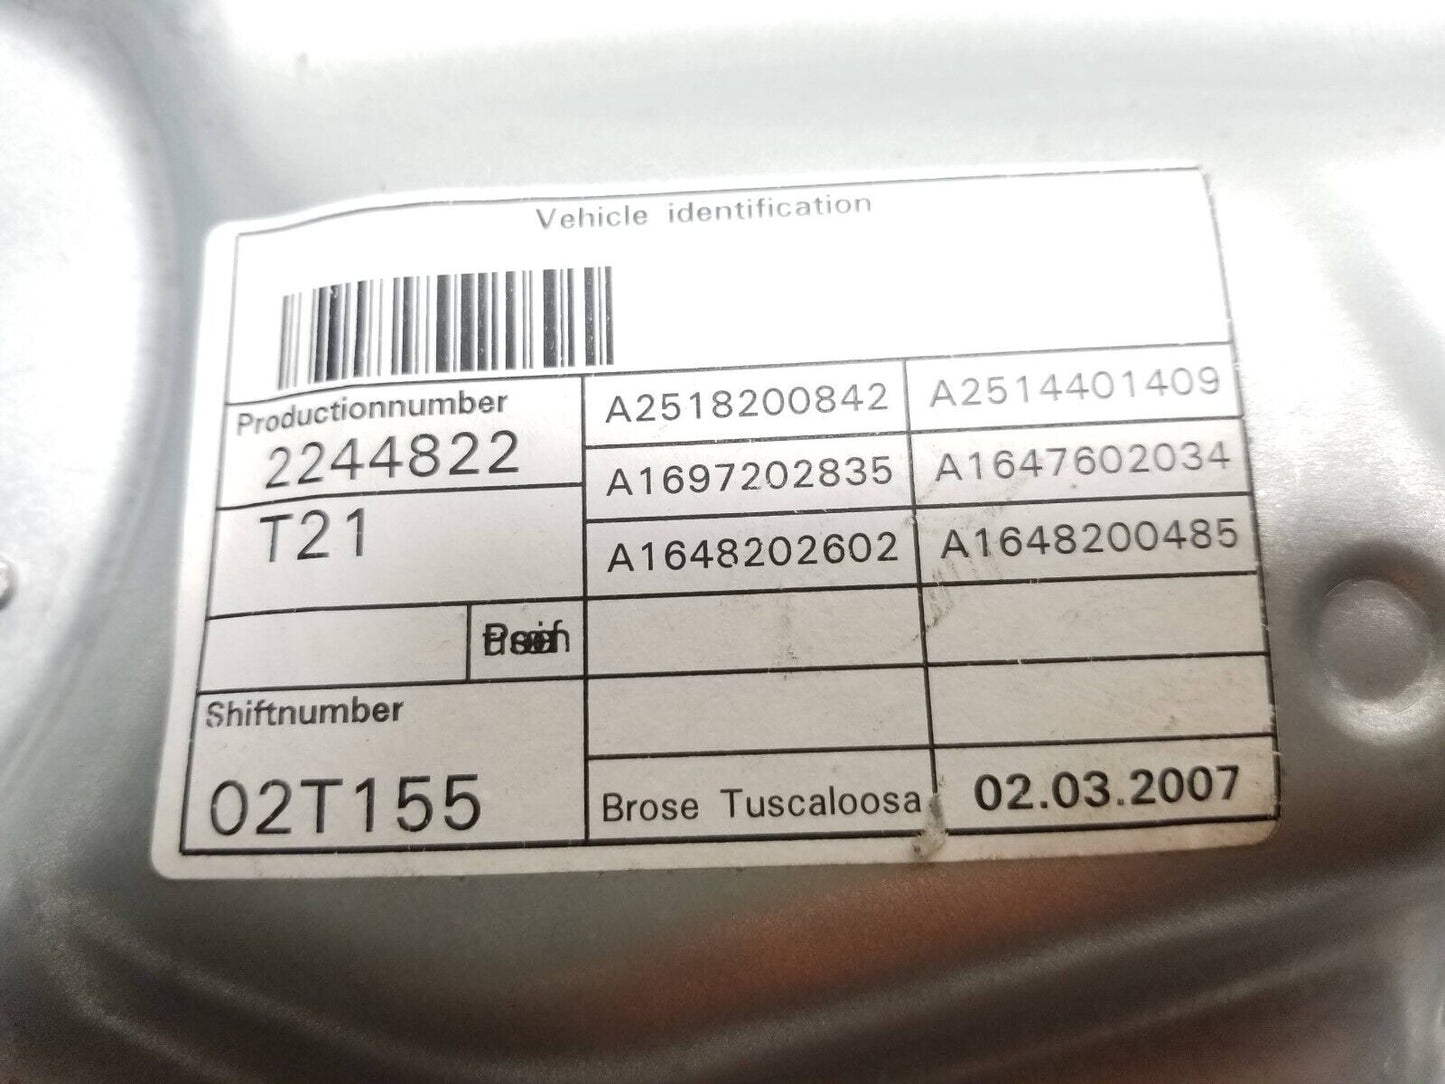 Vehicle identification
Productionnumber
2244822
T21
Shiftnumber
02T155
A2518200842 A2514401409
A1697202835 A1647602034
A1648202602 A1648200485
Brose Tuscaloosa 02.03.2007